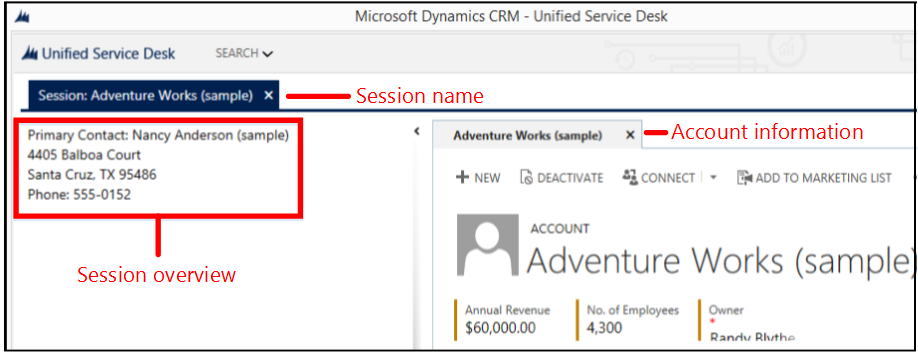 Microsoft Dynamics CRM - Unified Service Desk
Unified Service Desk SEARCH
Session: Adventure Works (sample) × Session name
Primary Contact: Nancy Anderson (sample)
4405 Balboa Court
Santa Cruz, TX 95486
Phone: 555-0152
Session overview
Adventure Works (sample) × Account information
NEW DEACTIVATE CONNECT ADD TO MARKETING LIST
ACCOUNT
Adventure Works (sample)
Annual Revenue No. of Employees Owner
*
$60,000.00 4,300 Randy Blythe